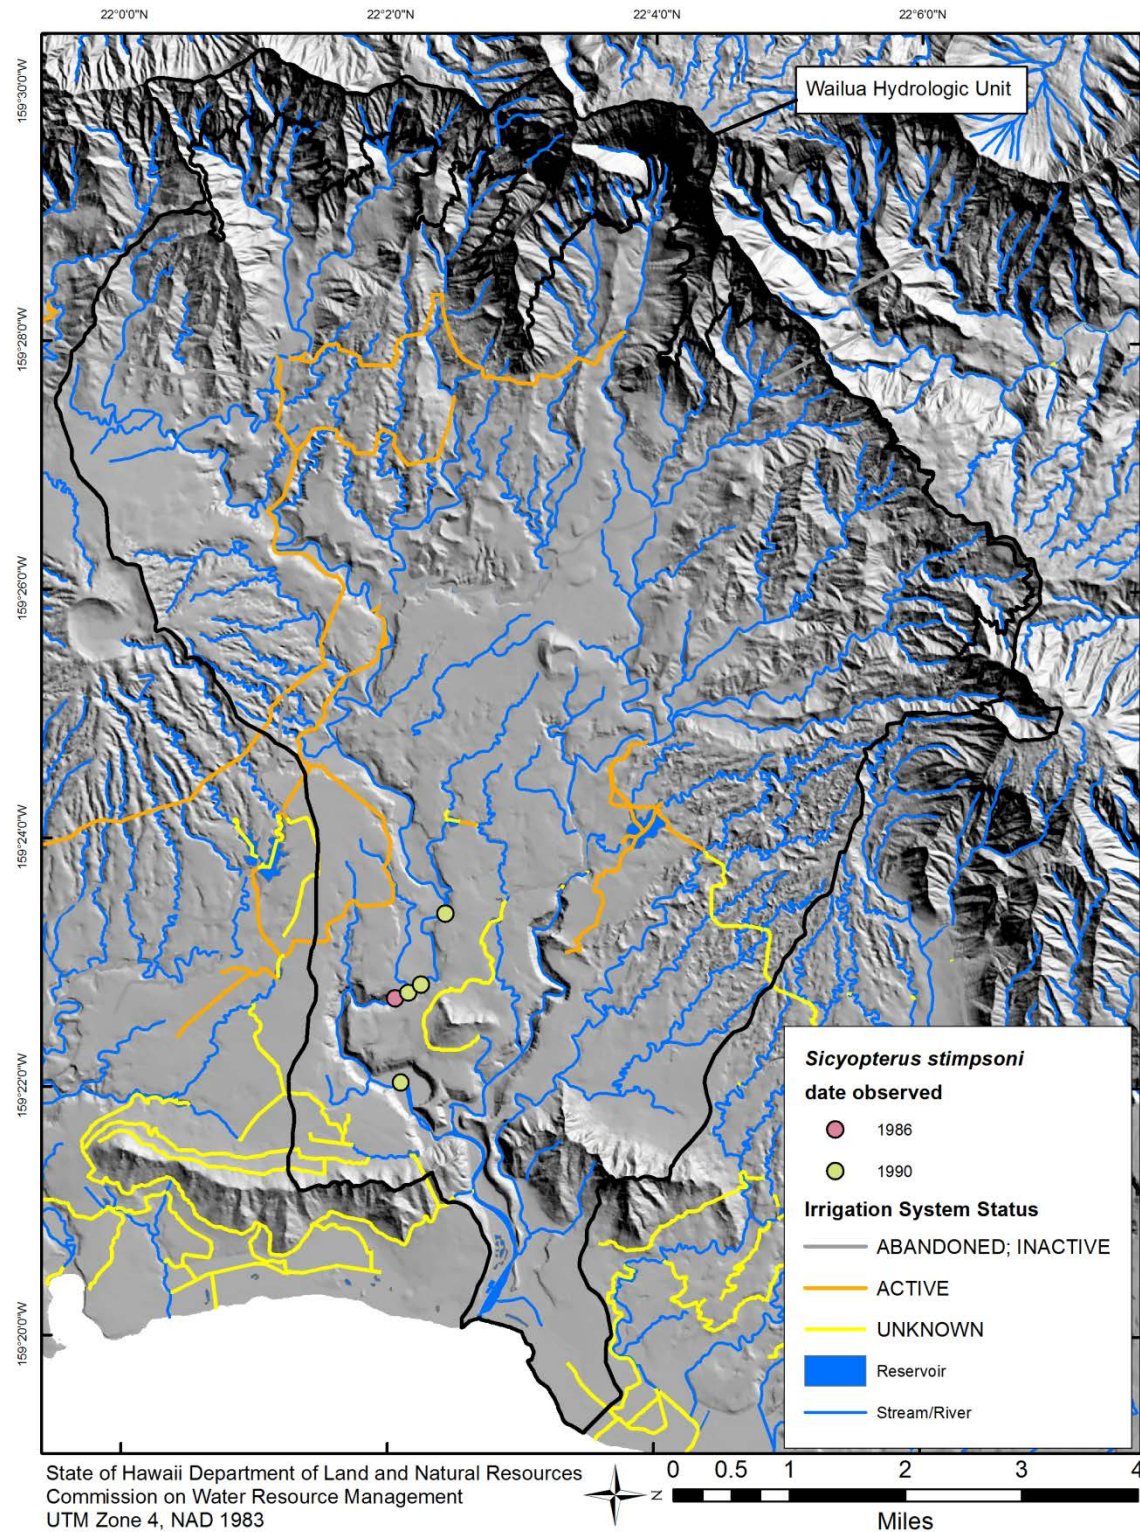 22°0'0"N
22°2'0"N
22°4'0"N
22°6'0"N
159°30'0"W
159°28'0"W
159°26'0"W
159°24'0"W
159°22'0"W
159°20'0"W
Wailua Hydrologic Unit
Sicyopterus stimpsoni
date observed
1986
1990
Irrigation System Status
ABANDONED; INACTIVE
ACTIVE
UNKNOWN
Reservoir
Stream/River
State of Hawaii Department of Land and Natural Resources
Commission on Water Resource Management
UTM Zone 4, NAD 1983
N
0 0.5 1 2 3 4
Miles